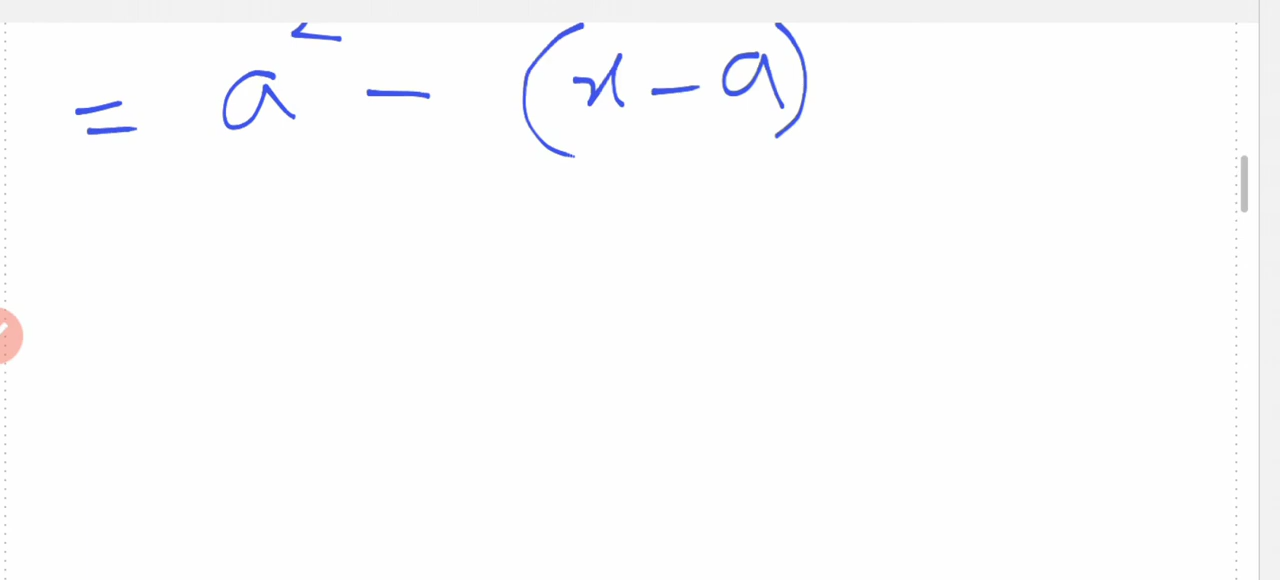 = a² - (x - a)